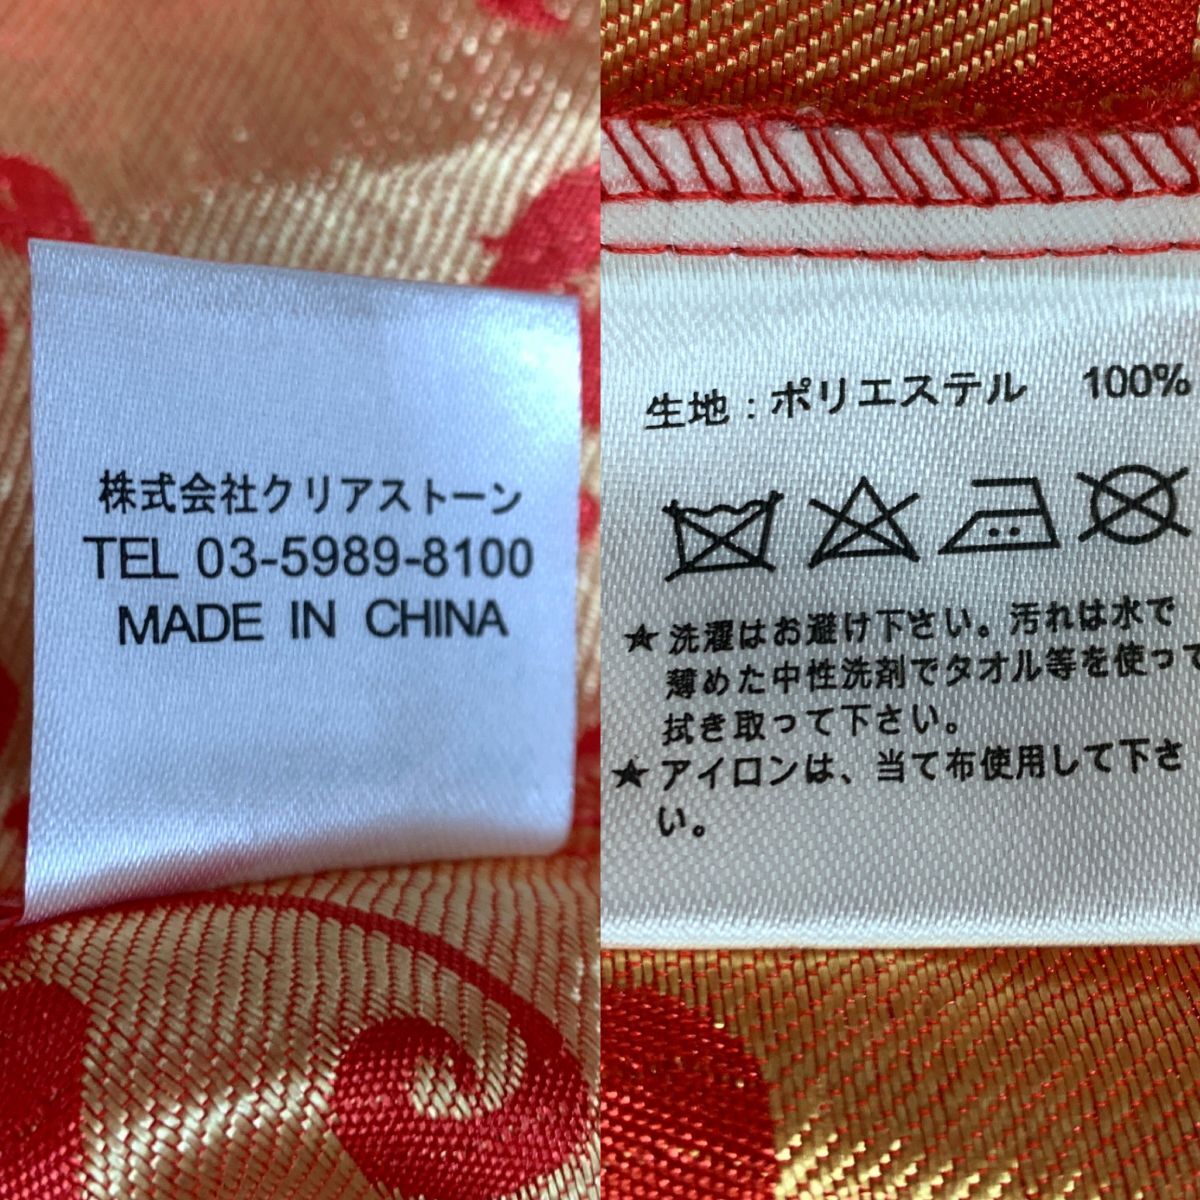 株式会社クリアストーン
TEL 03-5989-8100
MADE IN CHINA
生地：ポリエステル 100%
★洗濯はお避け下さい。汚れは水で
薄めた中性洗剤でタオル等を使って
拭き取って下さい。
★アイロンは、当て布使用して下さ
い。